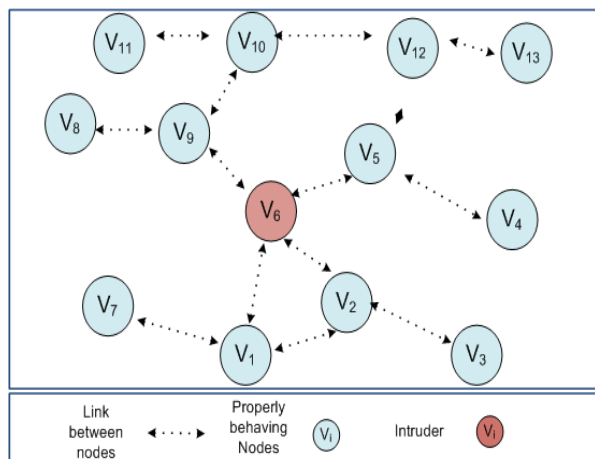 V11
V10
V12
V13
V8
V9
V5
V6
V4
V7
V2
V1
V3
Link
between
nodes
Properly
behaving
Nodes
Vi
Intruder
Vi